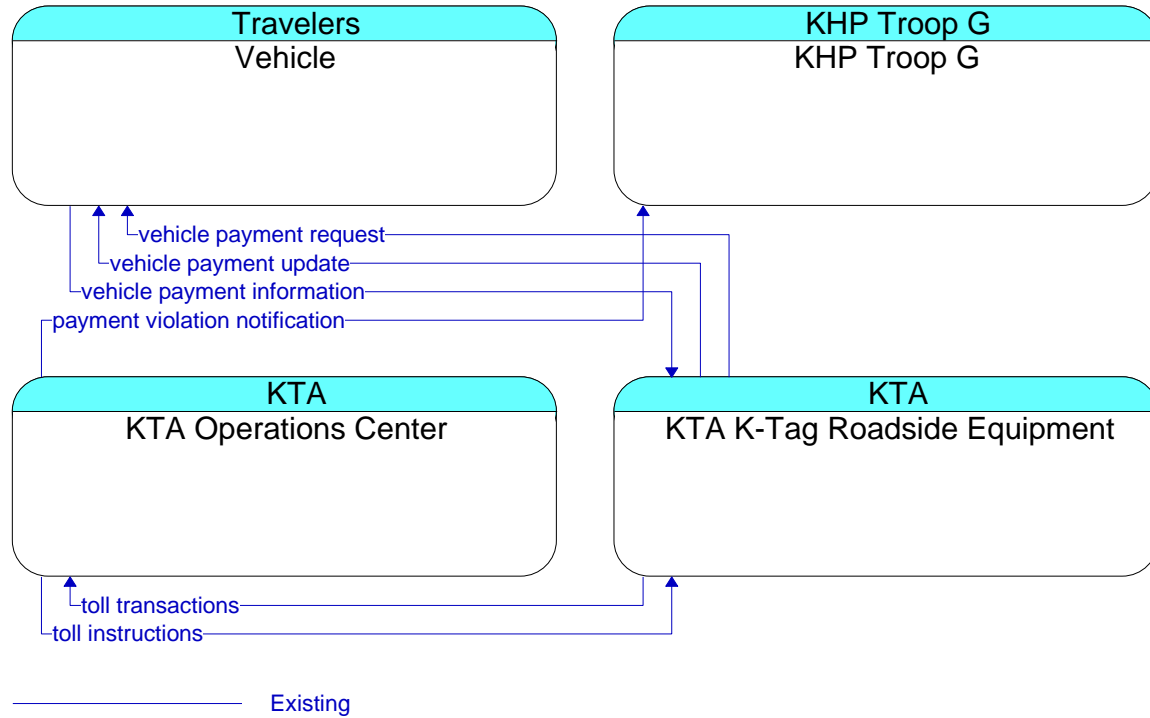 Travelers
Vehicle
KHP Troop G
KHP Troop G
vehicle payment request
vehicle payment update
vehicle payment information
payment violation notification
KTA
KTA Operations Center
KTA
KTA K-Tag Roadside Equipment
toll transactions
toll instructions
Existing